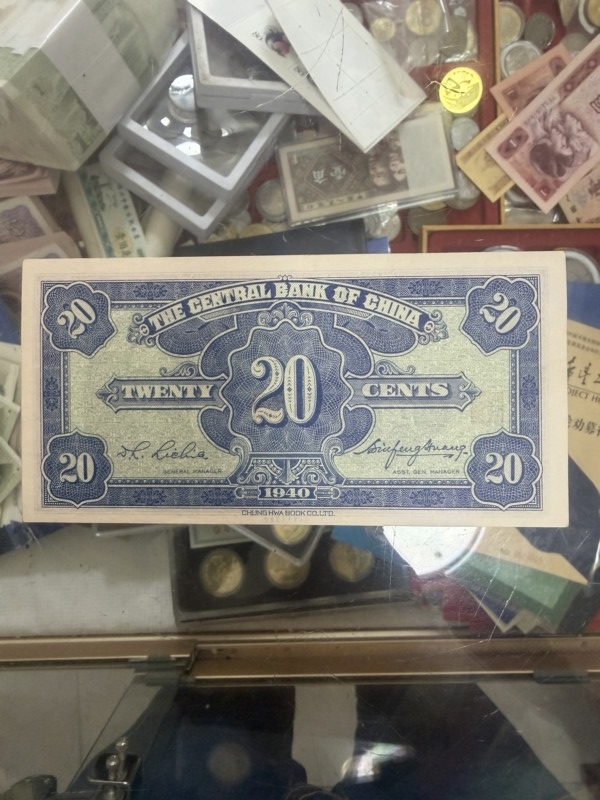 20
THE CENTRAL BANK OF CHINA
20
TWENTY 20 CENTS
GENERAL MANAGER
ASST. GEN. MANAGER
20
20
1940
CHUNG HWA BOOK CO., LTD.